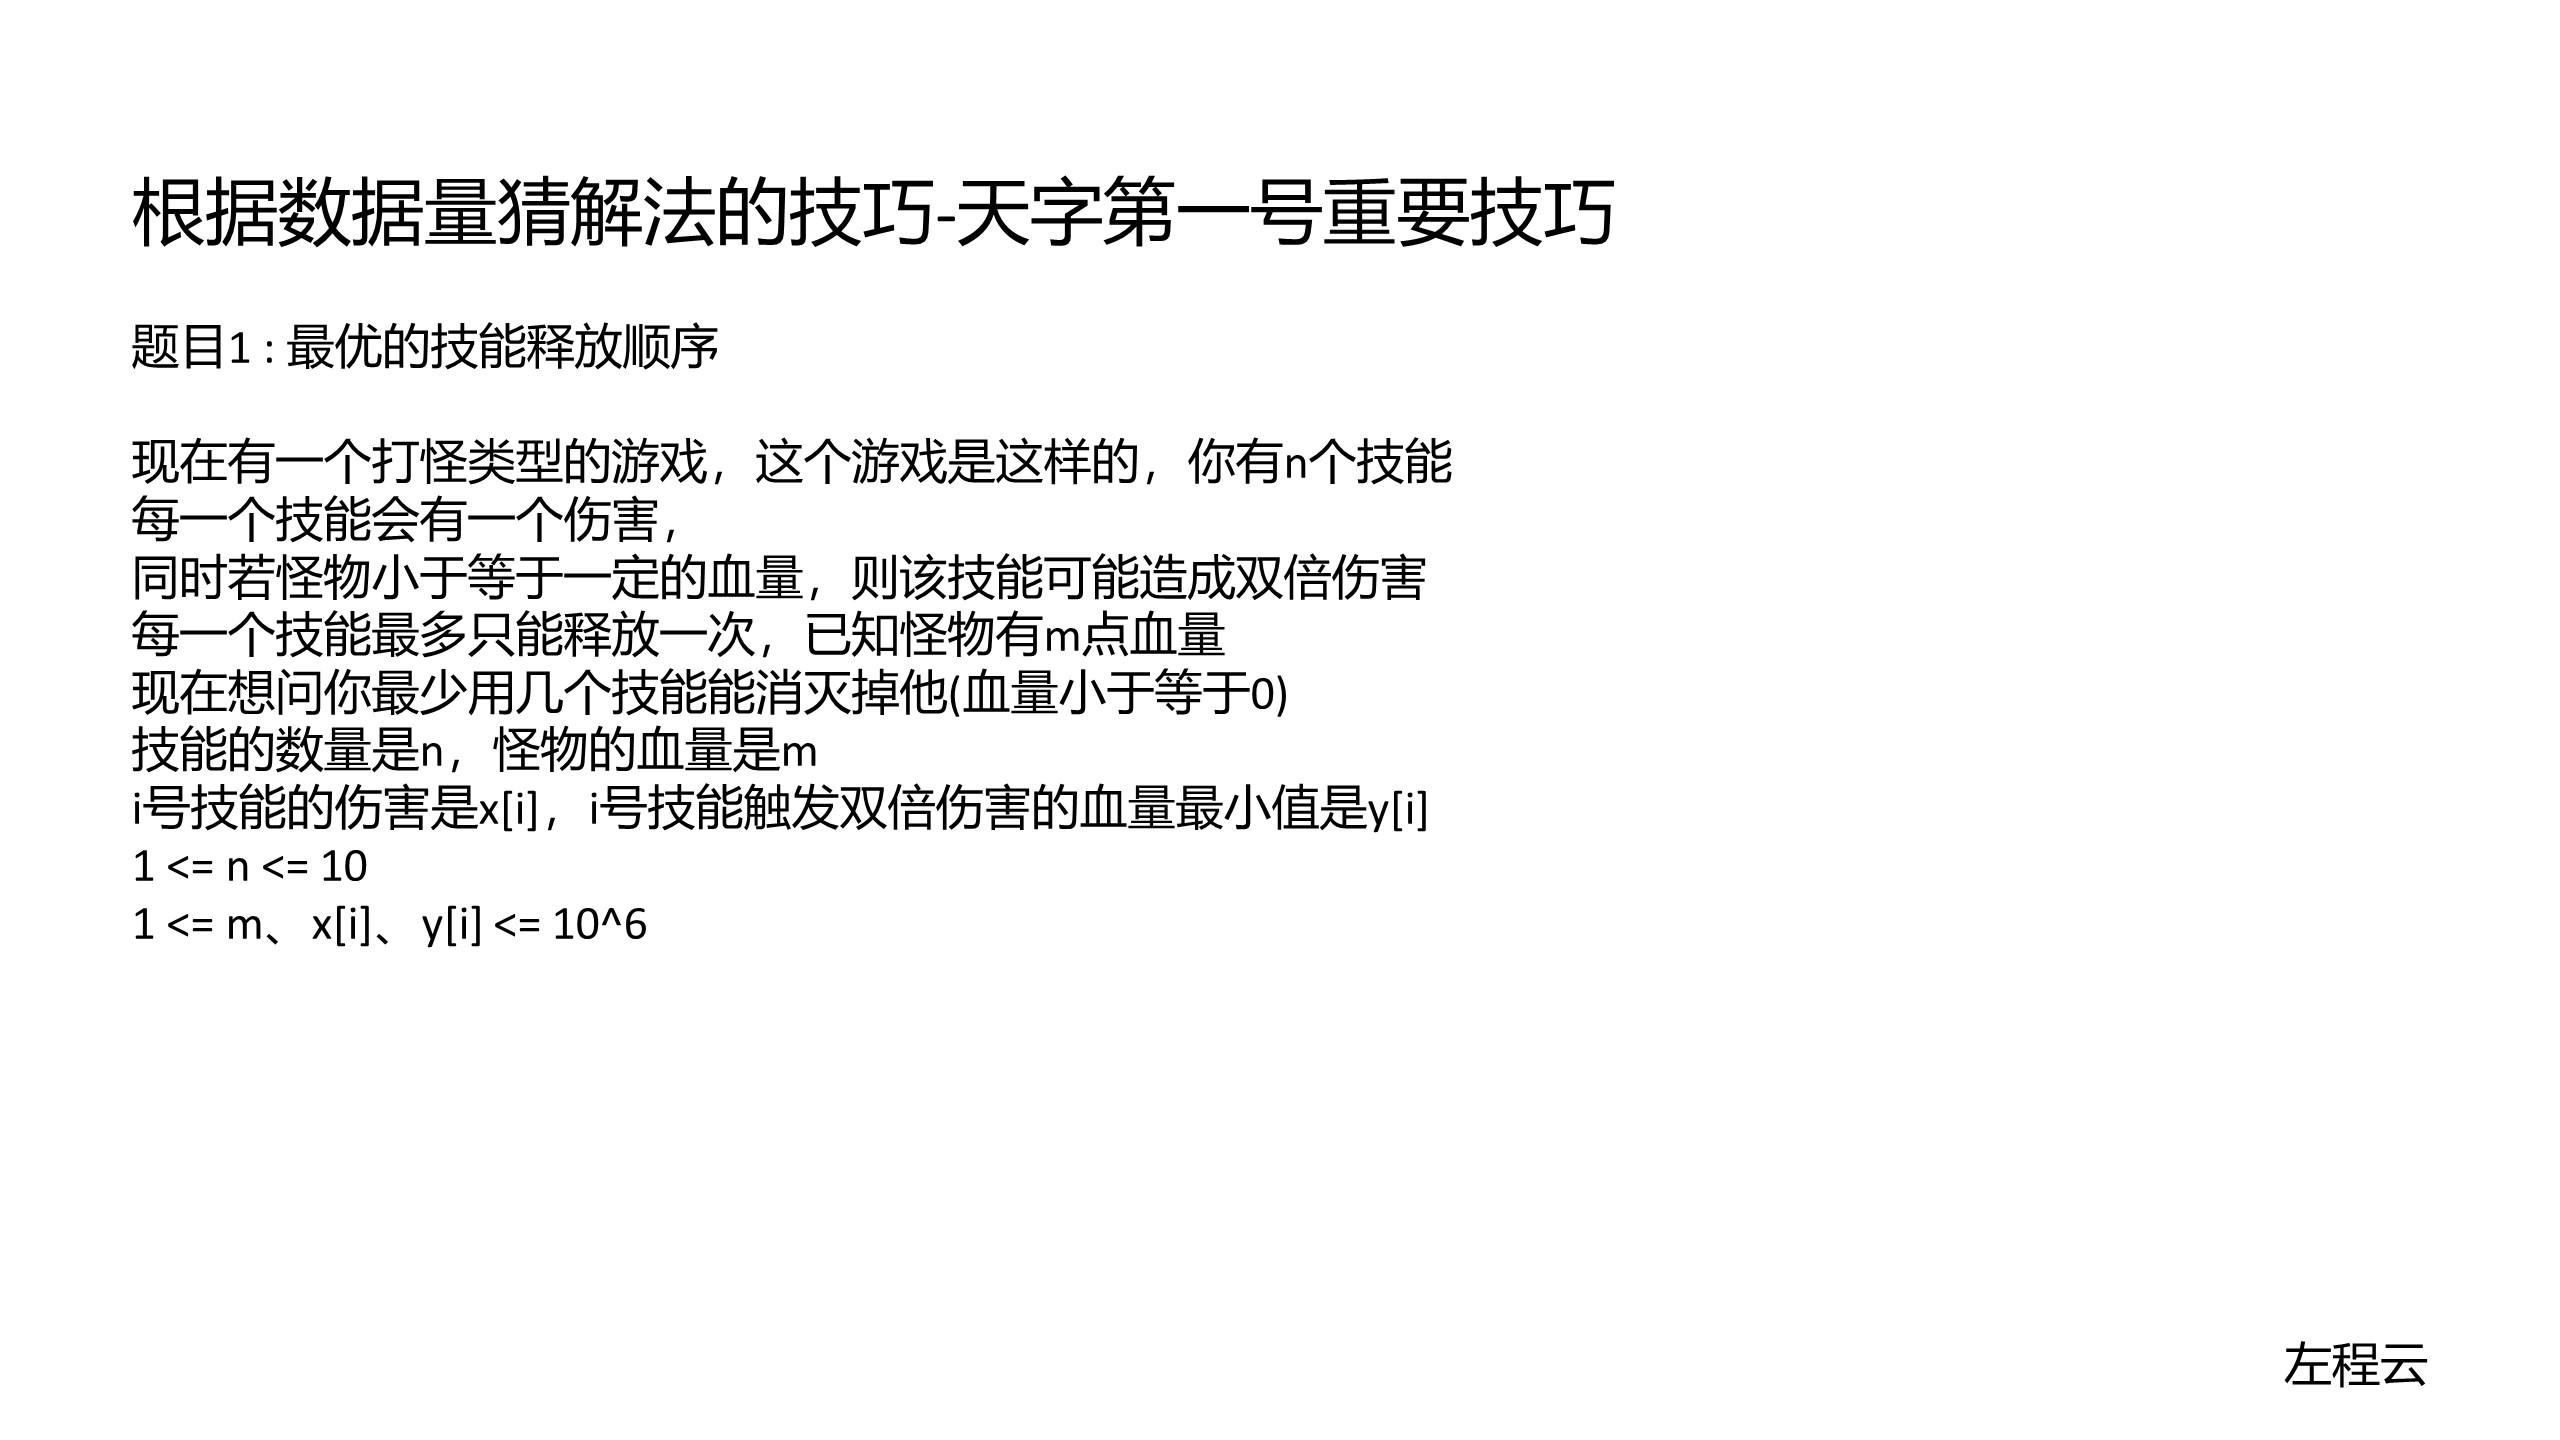 根据数据量猜解法的技巧-天字第一号重要技巧
题目1 : 最优的技能释放顺序
现在有一个打怪类型的游戏，这个游戏是这样的，你有n个技能
每一个技能会有一个伤害，
同时若怪物小于等于一定的血量，则该技能可能造成双倍伤害
每一个技能最多只能释放一次，已知怪物有m点血量
现在想问你最少用几个技能能消灭掉他(血量小于等于0)
技能的数量是n，怪物的血量是m
i号技能的伤害是x[i]，i号技能触发双倍伤害的血量最小值是y[i]
1 <= n <= 10
1 <= m、x[i]、y[i] <= 10^6
左程云